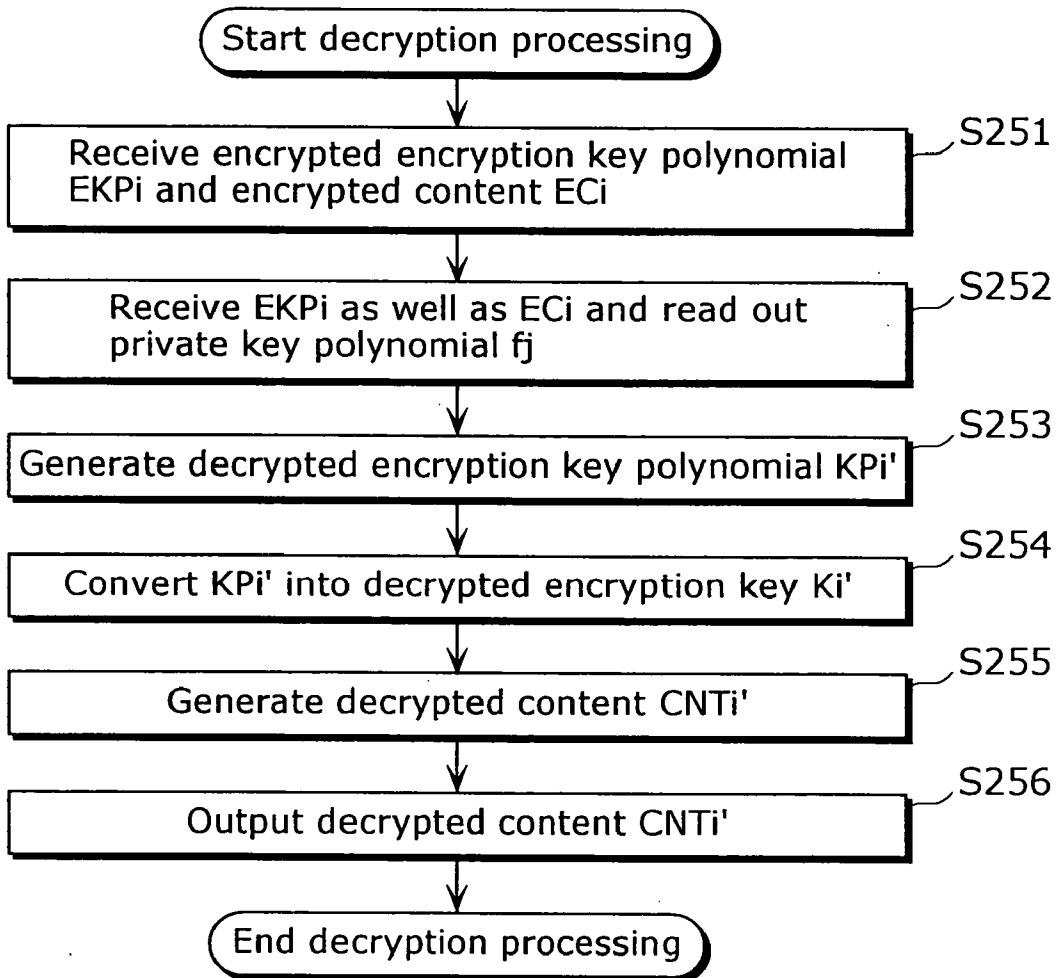 Start decryption processing
S251
Receive encrypted encryption key polynomial
EKPi and encrypted content ECi
S252
Receive EKPi as well as ECi and read out
private key polynomial fj
S253
Generate decrypted encryption key polynomial KPi'
S254
Convert KPi' into decrypted encryption key Ki'
S255
Generate decrypted content CNTi'
S256
Output decrypted content CNTi'
End decryption processing